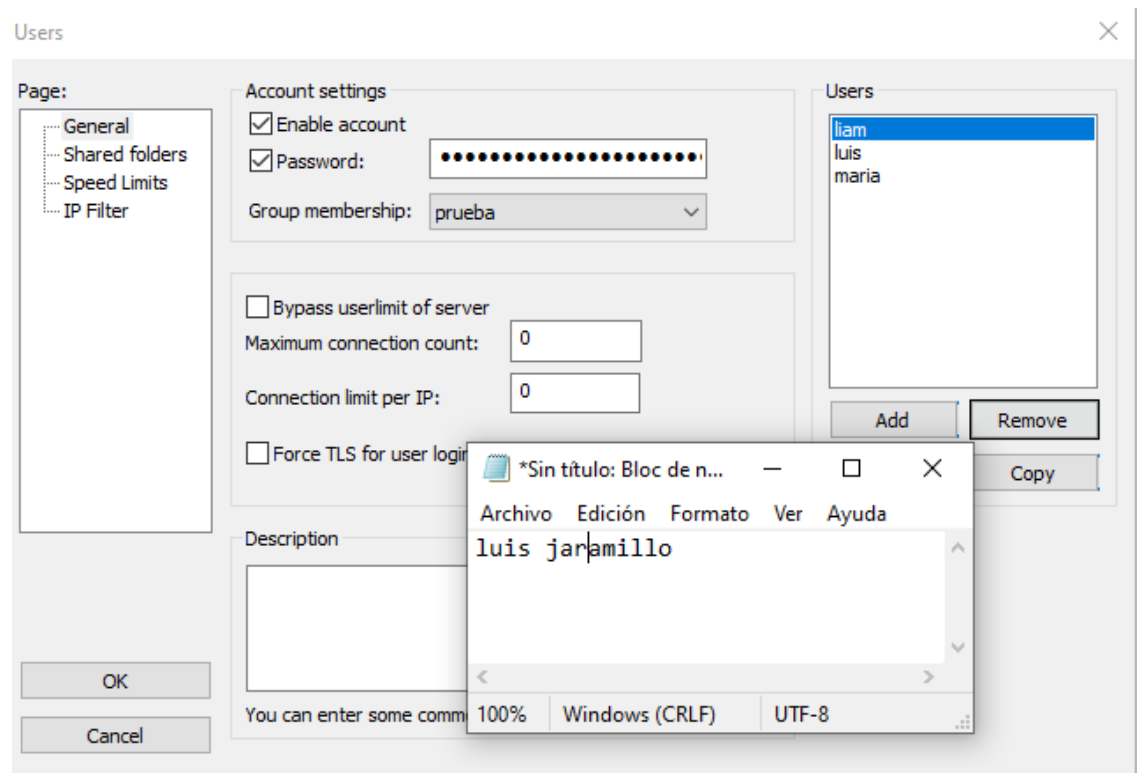 Users
Page:
General
Shared folders
Speed Limits
IP Filter
OK
Cancel
Account settings
Enable account
Password:
Group membership: prueba
Bypass userlimit of server
Maximum connection count: 0
Connection limit per IP: 0
Force TLS for user login
Description
You can enter some
Users
liam
luis
maria
Add Remove
Copy
*Sin título: Bloc de n...
Archivo Edición Formato Ver Ayuda
luis jaramillo
100% Windows (CRLF) UTF-8